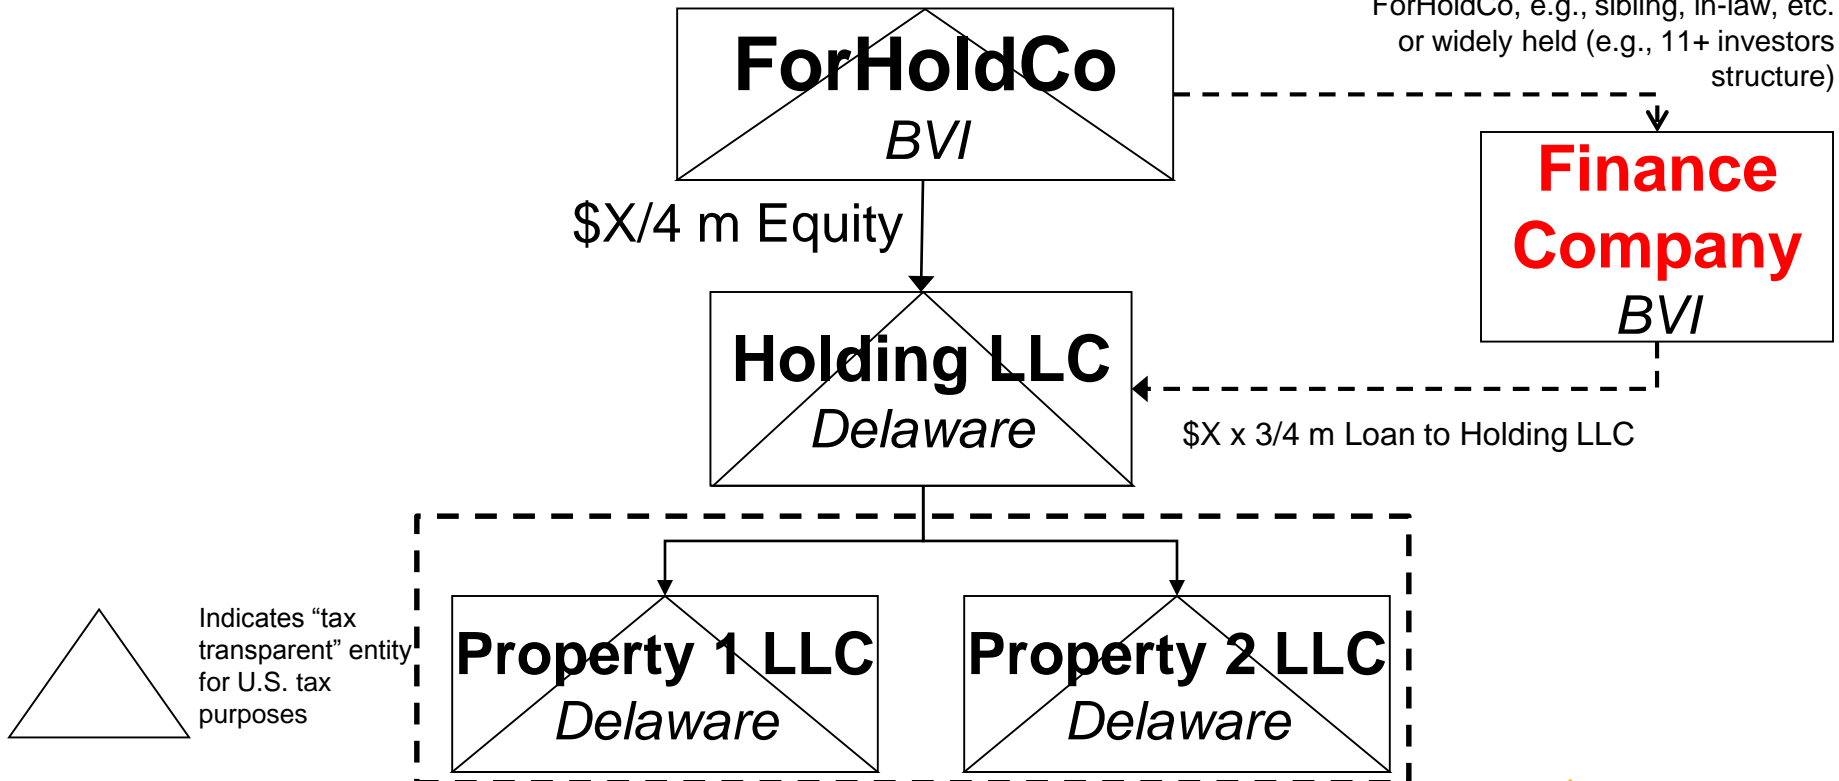 ForHoldCo, e.g., sibling, in-law, etc.
or widely held (e.g., 11+ investors
structure)
ForHoldCo
BVI
Finance
Company
BVI
$X/4 m Equity
Holding LLC
Delaware
$X x 3/4 m Loan to Holding LLC
Indicates “tax
transparent” entity
for U.S. tax
purposes
Property 1 LLC
Delaware
Property 2 LLC
Delaware